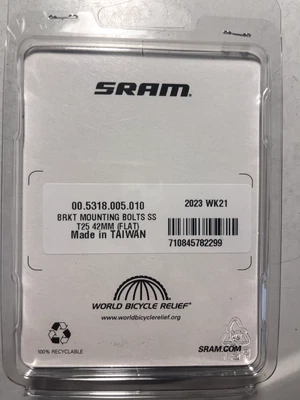 SRAM
00.5318.005.010
2023 WK21
BRKT MOUNTING BOLTS SS
T25 42MM (FLAT)
Made in TAIWAN
710845782299
WORLD BICYCLE RELIEF®
www.worldbicyclerelief.org
100% RECYCLABLE
SRAM.COM